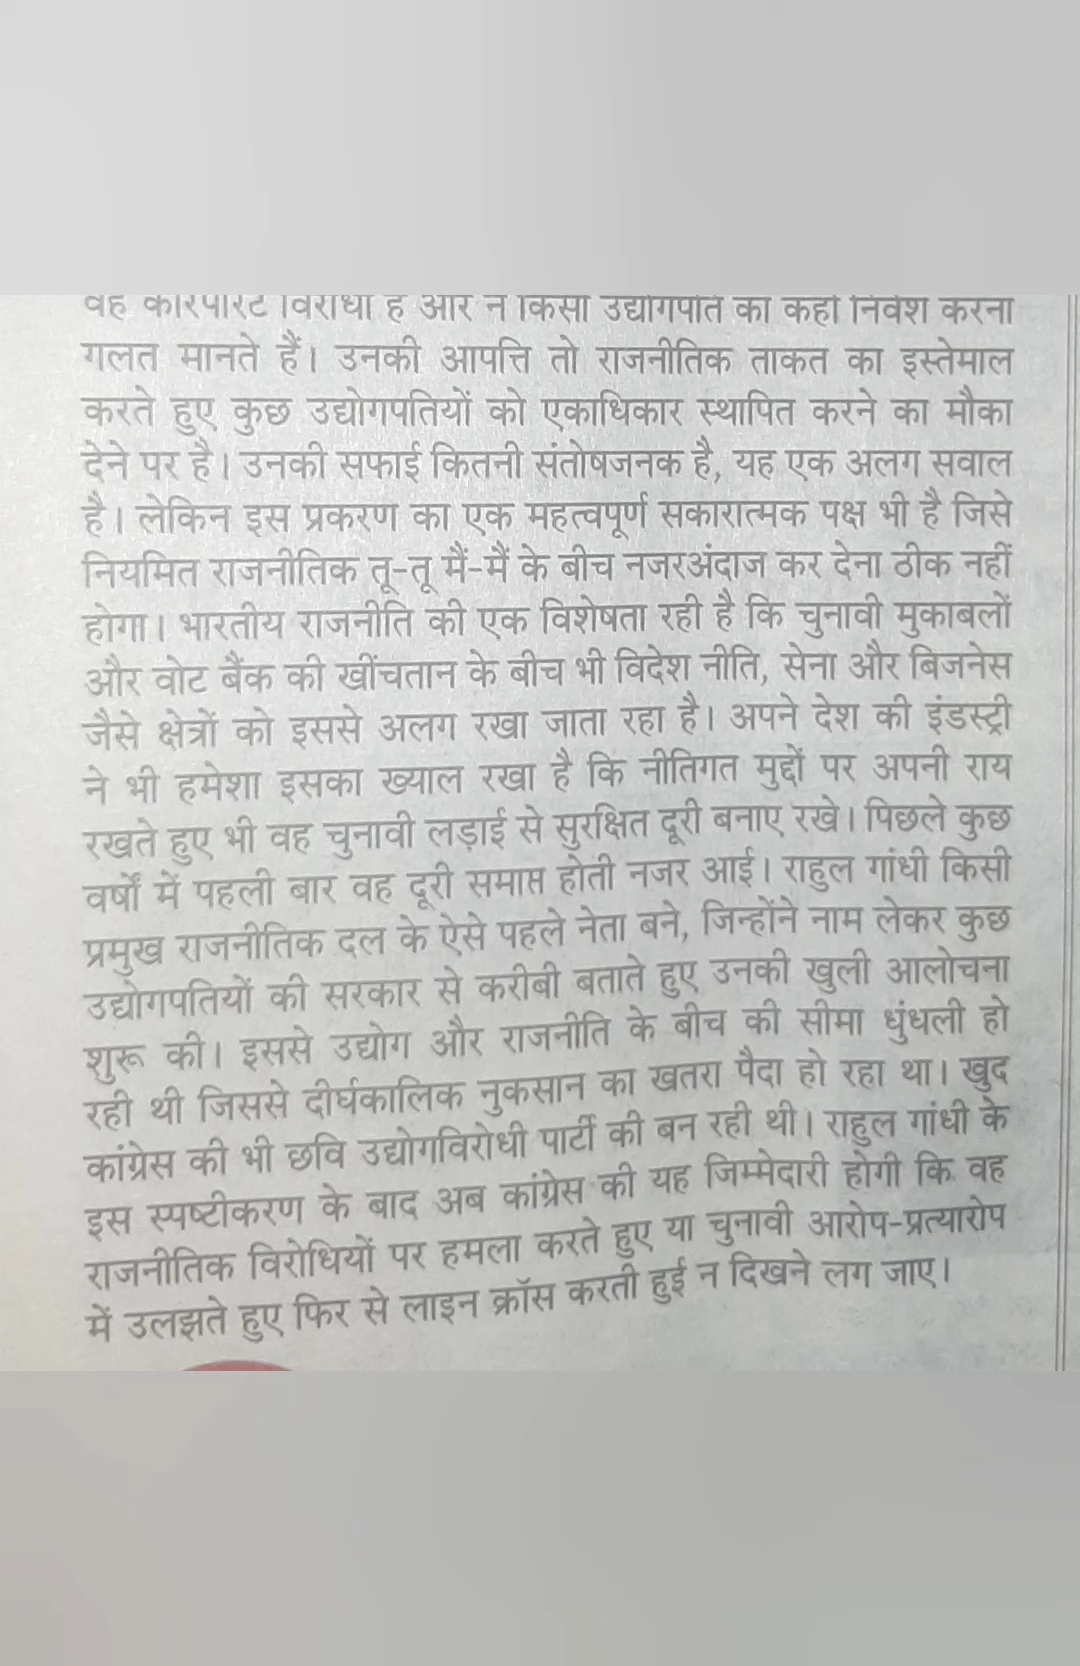 वह कॉरपोरेट विरोधी हैं और न किसी उद्योगपति का कहीं निवेश करना
गलत मानते हैं। उनकी आपत्ति तो राजनीतिक ताकत का इस्तेमाल
करते हुए कुछ उद्योगपतियों को एकाधिकार स्थापित करने का मौका
देने पर है। उनकी सफाई कितनी संतोषजनक है, यह एक अलग सवाल
है। लेकिन इस प्रकरण का एक महत्वपूर्ण सकारात्मक पक्ष भी है जिसे
नियमित राजनीतिक तू-तू मैं-मैं के बीच नजरअंदाज कर देना ठीक नहीं
होगा। भारतीय राजनीति की एक विशेषता रही है कि चुनावी मुकाबलों
और वोट बैंक की खींचतान के बीच भी विदेश नीति, सेना और बिजनेस
जैसे क्षेत्रों को इससे अलग रखा जाता रहा है। अपने देश की इंडस्ट्री
ने भी हमेशा इसका ख्याल रखा है कि नीतिगत मुद्दों पर अपनी राय
रखते हुए भी वह चुनावी लड़ाई से सुरक्षित दूरी बनाए रखे। पिछले कुछ
वर्षों में पहली बार वह दूरी समाप्त होती नजर आई। राहुल गांधी किसी
प्रमुख राजनीतिक दल के ऐसे पहले नेता बने, जिन्होंने नाम लेकर कुछ
उद्योगपतियों की सरकार से करीबी बताते हुए उनकी खुली आलोचना
शुरू की। इससे उद्योग और राजनीति के बीच की सीमा धुंधली हो
रही थी जिससे दीर्घकालिक नुकसान का खतरा पैदा हो रहा था। खुद
कांग्रेस की भी छवि उद्योगविरोधी पार्टी की बन रही थी। राहुल गांधी के
इस स्पष्टीकरण के बाद अब कांग्रेस की यह जिम्मेदारी होगी कि वह
राजनीतिक विरोधियों पर हमला करते हुए या चुनावी आरोप-प्रत्यारोप
में उलझते हुए फिर से लाइन क्रॉस करती हुई न दिखने लग जाए।